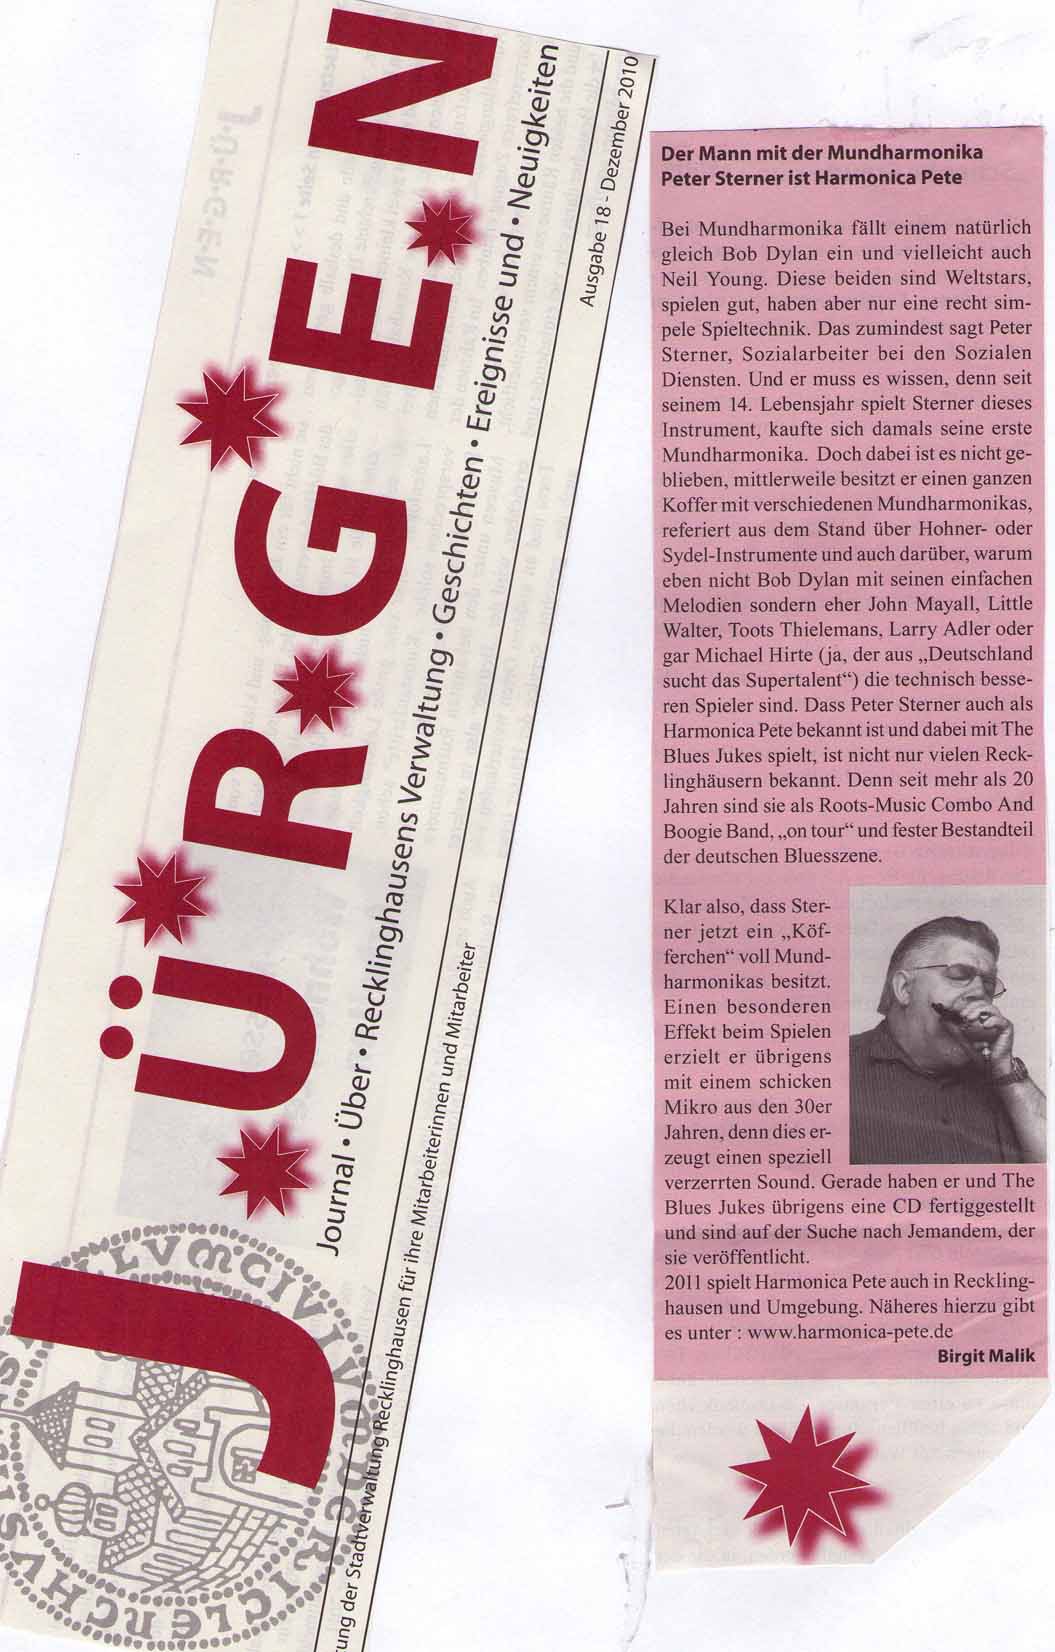 J·Ü·R·G·E·N
Journal • Über • Recklinghausens Verwaltung • Geschichten • Ereignisse und • Neuigkeiten
Ausgabe 18 - Dezember 2010
der Stadtverwaltung Recklinghausen für ihre Mitarbeiterinnen und Mitarbeiter
Der Mann mit der Mundharmonika
Peter Sterner ist Harmonica Pete
Bei Mundharmonika fällt einem natürlich
gleich Bob Dylan ein und vielleicht auch
Neil Young. Diese beiden sind Weltstars,
spielen gut, haben aber nur eine recht sim-
pele Spieltechnik. Das zumindest sagt Peter
Sterner, Sozialarbeiter bei den Sozialen
Diensten. Und er muss es wissen, denn seit
seinem 14. Lebensjahr spielt Sterner dieses
Instrument, kaufte sich damals seine erste
Mundharmonika. Doch dabei ist es nicht ge-
blieben, mittlerweile besitzt er einen ganzen
Koffer mit verschiedenen Mundharmonikas,
referiert aus dem Stand über Hohner- oder
Sydel-Instrumente und auch darüber, warum
eben nicht Bob Dylan mit seinen einfachen
Melodien sondern eher John Mayall, Little
Walter, Toots Thielemans, Larry Adler oder
gar Michael Hirte (ja, der aus „Deutschland
sucht das Supertalent“) die technisch besse-
ren Spieler sind. Dass Peter Sterner auch als
Harmonica Pete bekannt ist und dabei mit The
Blues Jukes spielt, ist nicht nur vielen Reck-
linghäusern bekannt. Denn seit mehr als 20
Jahren sind sie als Roots-Music Combo And
Boogie Band, „on tour“ und fester Bestandteil
der deutschen Bluesszene.
Klar also, dass Ster-
ner jetzt ein „Köf-
ferchen“ voll Mund-
harmonikas besitzt.
Einen besonderen
Effekt beim Spielen
erzielt er übrigens
mit einem schicken
Mikro aus den 30er
Jahren, denn dies er-
zeugt einen speziell
verzerrten Sound. Gerade haben er und The
Blues Jukes übrigens eine CD fertiggestellt
und sind auf der Suche nach Jemandem, der
sie veröffentlicht.
2011 spielt Harmonica Pete auch in Reckling-
hausen und Umgebung. Näheres hierzu gibt
es unter : www.harmonica-pete.de
Birgit Malik